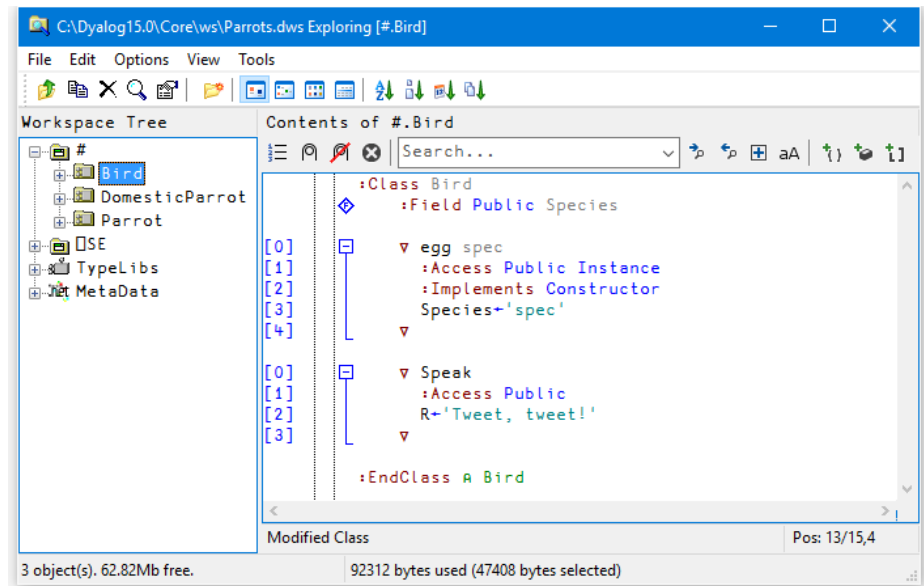 C:\Dyalog15.0\Core\ws\Parrots.dws Exploring [#.Bird]
File Edit Options View Tools
Workspace Tree
#
Bird
DomesticParrot
Parrot
⎕SE
TypeLibs
MetaData
Contents of #.Bird
Search...
aA
:Class Bird
:Field Public Species
[0] ∇ egg spec
[1] :Access Public Instance
[2] :Implements Constructor
[3] Species←'spec'
[4] ∇
[0] ∇ Speak
[1] :Access Public
[2] R←'Tweet, tweet!'
[3] ∇
:EndClass ⍝ Bird
Modified Class
Pos: 13/15,4
3 object(s). 62.82Mb free.
92312 bytes used (47408 bytes selected)